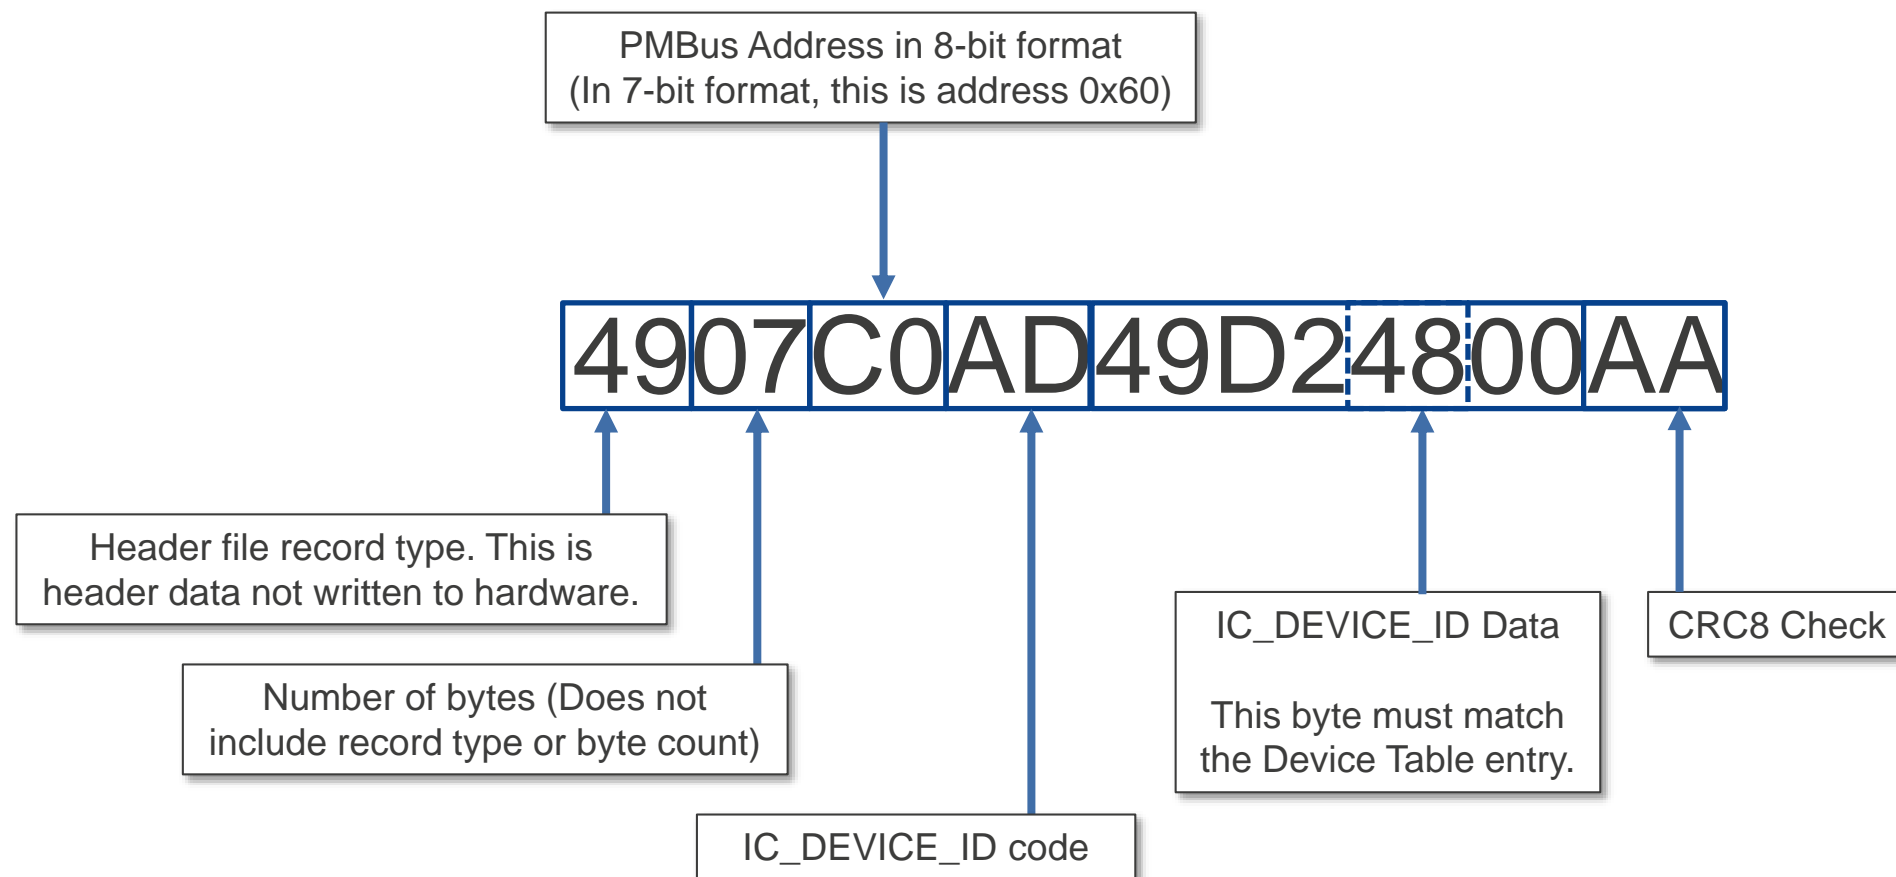 PMBus Address in 8-bit format
(In 7-bit format, this is address 0x60)
4907C0AD49D24800AA
Header file record type. This is
header data not written to hardware.
Number of bytes (Does not
include record type or byte count)
IC_DEVICE_ID code
IC_DEVICE_ID Data
This byte must match
the Device Table entry.
CRC8 Check